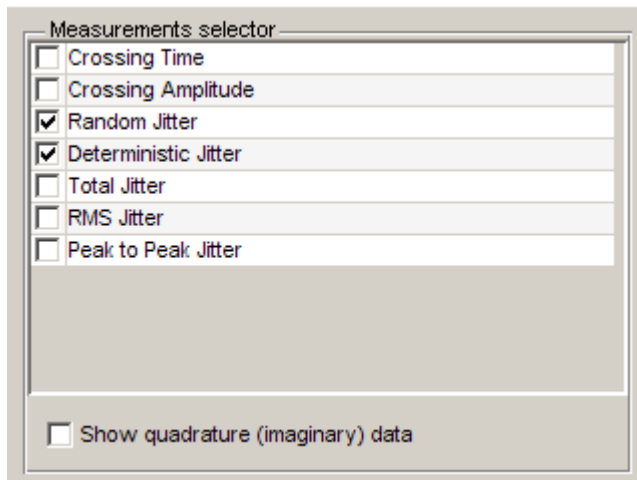 Measurements selector
Crossing Time
Crossing Amplitude
Random Jitter
Deterministic Jitter
Total Jitter
RMS Jitter
Peak to Peak Jitter
Show quadrature (imaginary) data